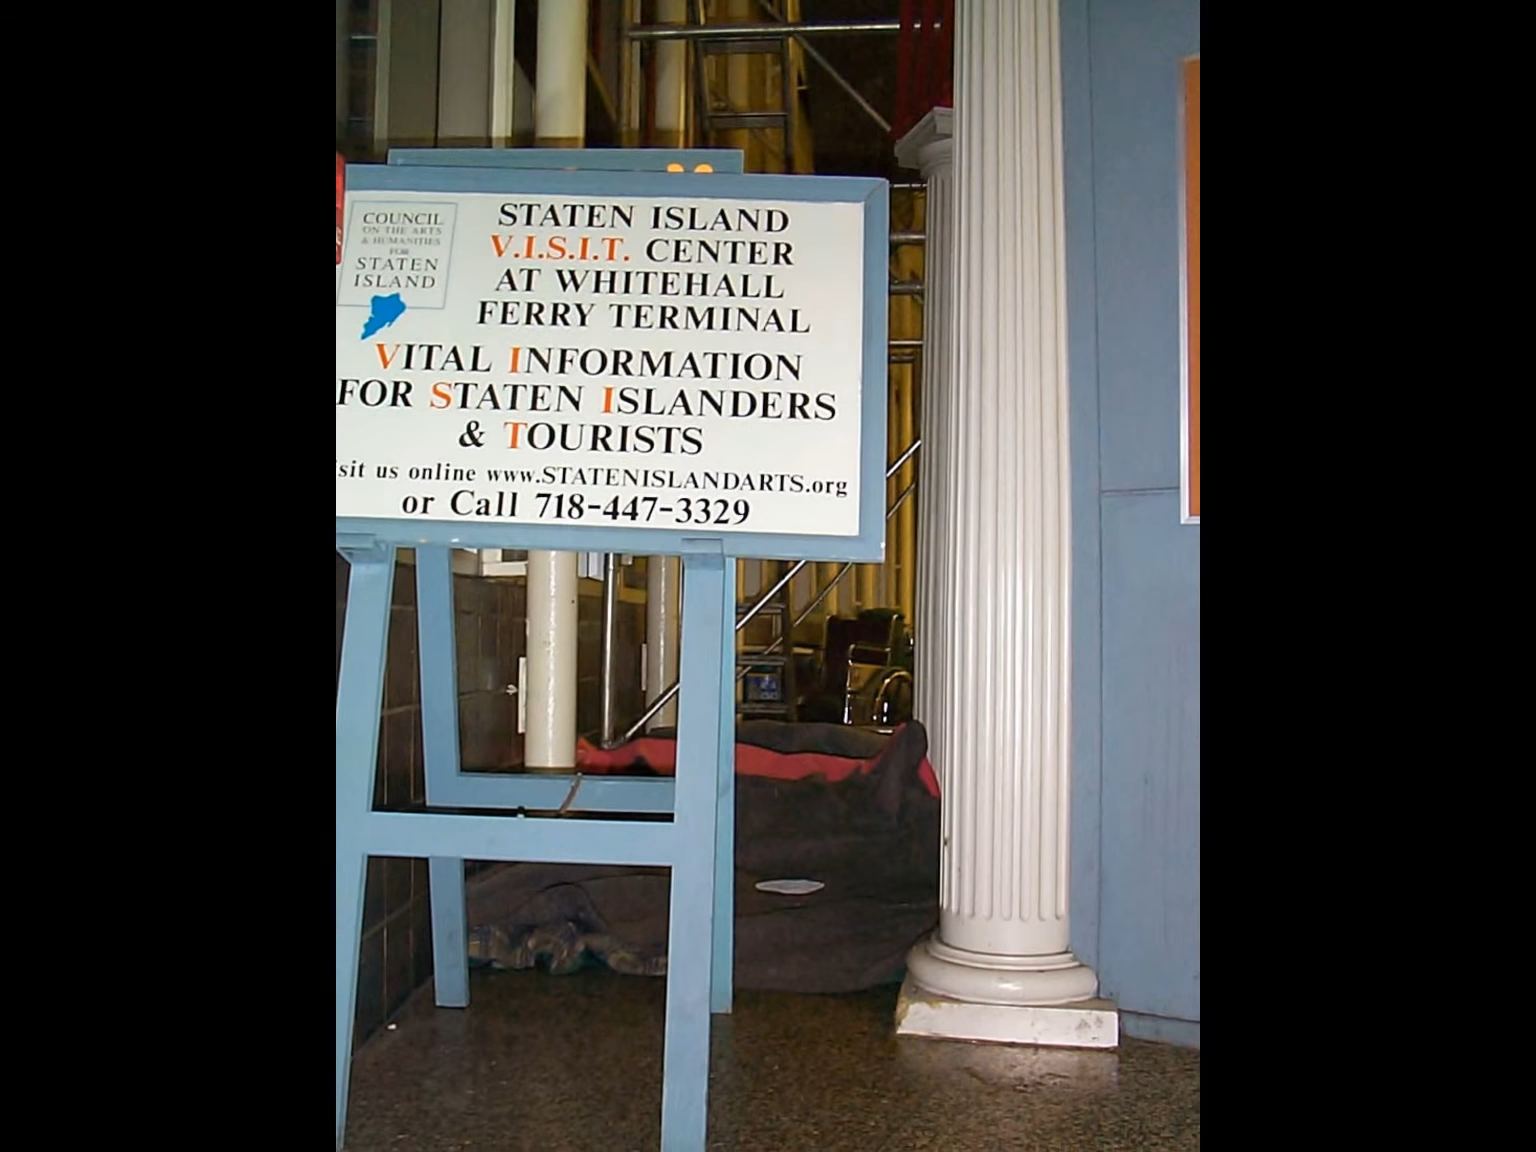 COUNCIL
ON THE ARTS
& HUMANITIES
FOR
STATEN
ISLAND
STATEN ISLAND
V.I.S.I.T. CENTER
AT WHITEHALL
FERRY TERMINAL
VITAL INFORMATION
FOR STATEN ISLANDERS
& TOURISTS
sit us online www.STATENISLANDARTS.org
or Call 718-447-3329